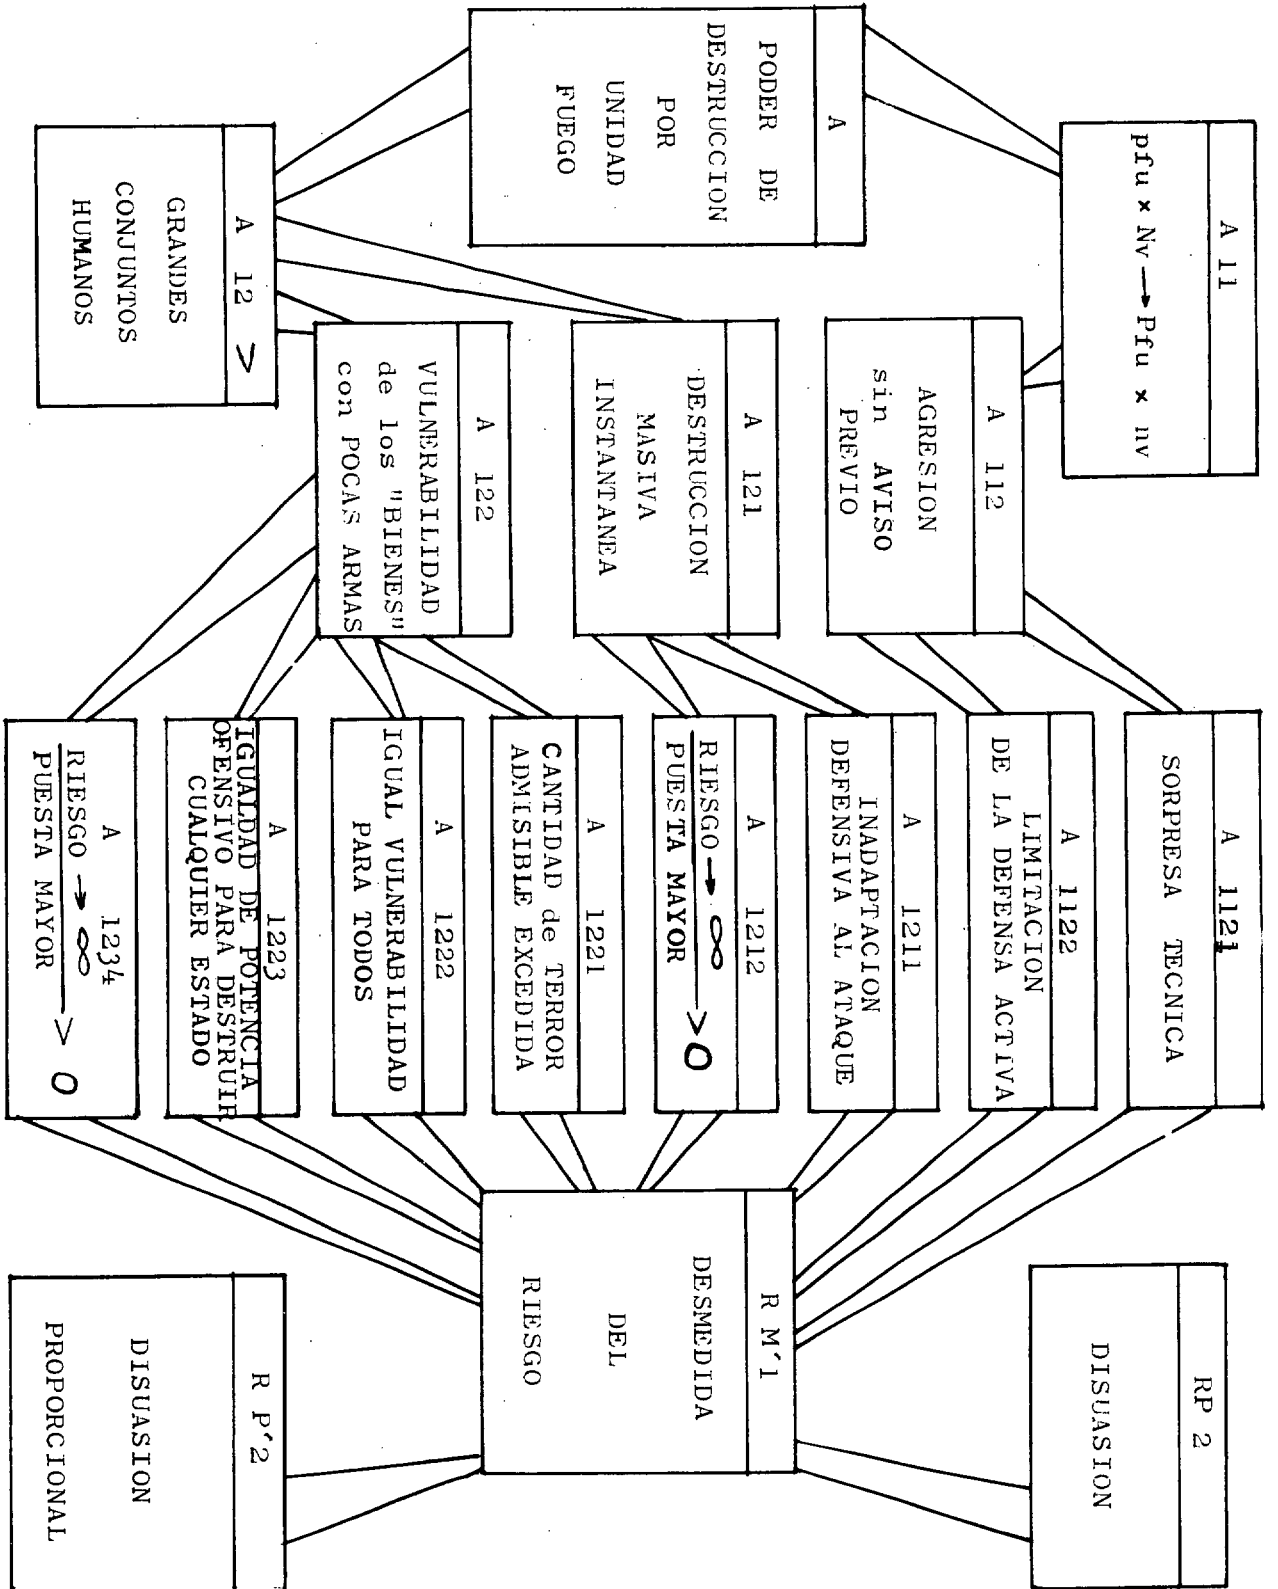 A
PODER DE
DESTRUCCION
POR
UNIDAD
FUEGO
A 11
pfu × Nv → Pfu × nv
A 12 >
GRANDES
CONJUNTOS
HUMANOS
A 112
AGRESION
sin AVISO
PREVIO
A 121
DESTRUCCION
MASIVA
INSTANTANEA
A 122
VULNERABILIDAD
de los "BIENES"
con POCAS ARMAS
A 1121
SORPRESA TECNICA
A 1122
LIMITACION
DE LA DEFENSA ACTIVA
A 1211
INADAPTACION
DEFENSIVA AL ATAQUE
A 1212
RIESGO → ∞
PUESTA MAYOR > O
A 1221
CANTIDAD de TERROR
ADMISIBLE EXCEDIDA
A 1222
IGUAL VULNERABILIDAD
PARA TODOS
A 1223
IGUALDAD DE POTENCIA
OFENSIVO PARA DESTRUIR
CUALQUIER ESTADO
A 1234
RIESGO → ∞
PUESTA MAYOR > O
R M'1
DESMEDIDA
DEL
RIESGO
RP 2
DISUASION
R P'2
DISUASION
PROPORCIONAL